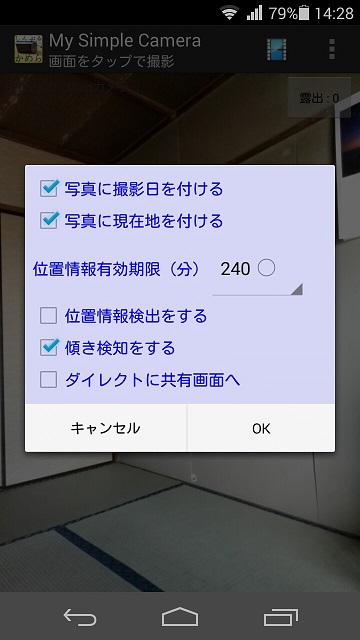 79% 14:28
My Simple Camera
画面をタップで撮影
露出 : 0
写真に撮影日を付ける
写真に現在地を付ける
位置情報有効期限（分） 240 ○
位置情報検出をする
傾き検知をする
ダイレクトに共有画面へ
キャンセル OK